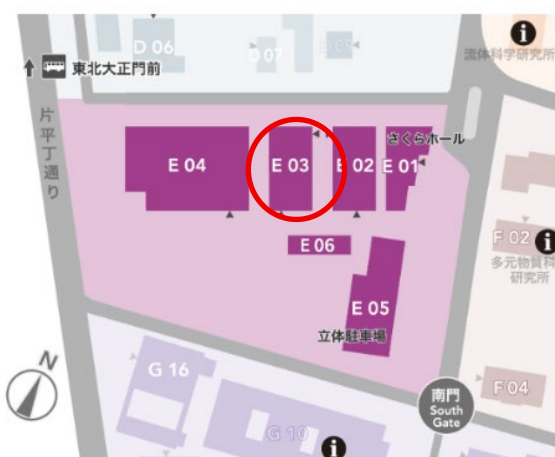 D 06
D 07
東北大正門前
流体科学研究所
片平丁通り
さくらホール
E 04
E 03
E 02
E 01
E 06
F 02
多元物質科
研究所
E 05
立体駐車場
N
G 16
南門
South
Gate
F 04
G 10